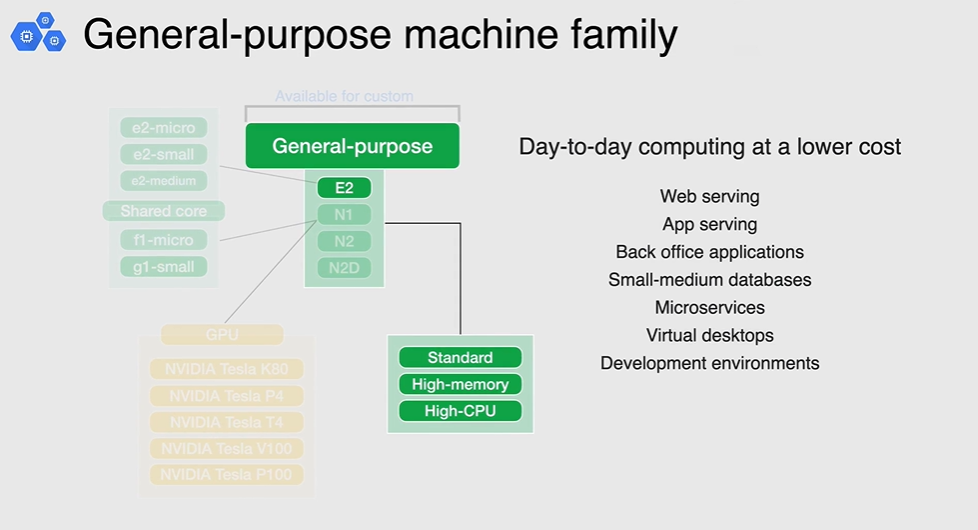 General-purpose machine family
Available for custom
General-purpose
E2
N1
N2
N2D
e2-micro
e2-small
e2-medium
Shared core
f1-micro
g1-small
GPU
NVIDIA Tesla K80
NVIDIA Tesla P4
NVIDIA Tesla T4
NVIDIA Tesla V100
NVIDIA Tesla P100
Standard
High-memory
High-CPU
Day-to-day computing at a lower cost
Web serving
App serving
Back office applications
Small-medium databases
Microservices
Virtual desktops
Development environments